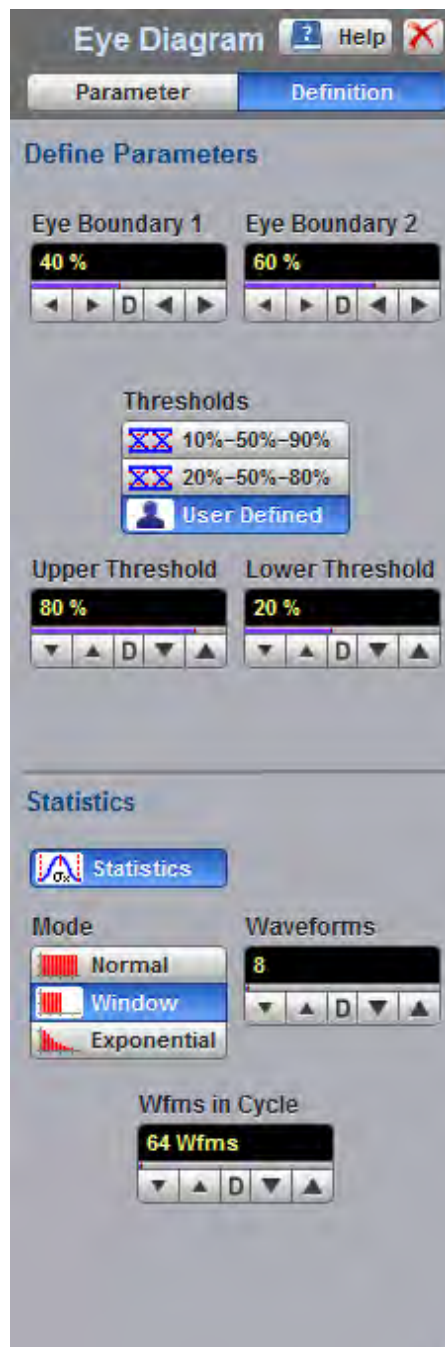 Eye Diagram ? Help
Parameter Definition
Define Parameters
Eye Boundary 1 Eye Boundary 2
40 % 60 %
D D
Thresholds
10%-50%-90%
20%-50%-80%
User Defined
Upper Threshold Lower Threshold
80 % 20 %
D D
Statistics
σx Statistics
Mode Waveforms
Normal 8
Window D
Exponential
Wfms in Cycle
64 Wfms
D